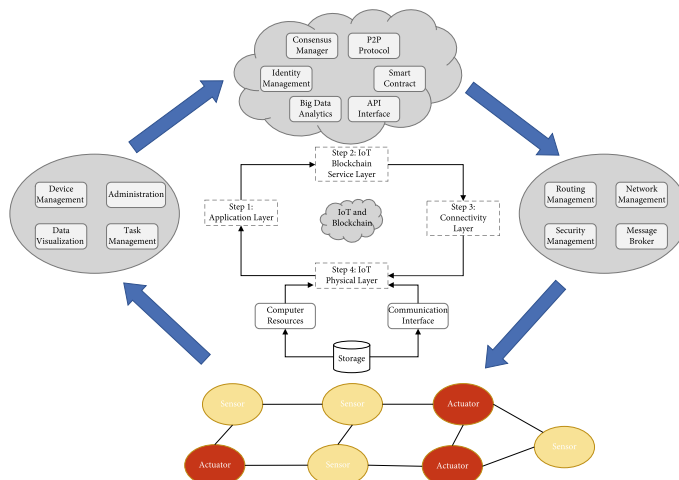 Consensus
Manager
P2P
Protocol
Identity
Management
Smart
Contract
Big Data
Analytics
API
Interface
Device
Management
Administration
Data
Visualization
Task
Management
Step 2: IoT
Blockchain
Service Layer
Step 1:
Application Layer
IoT and
Blockchain
Step 3:
Connectivity
Layer
Step 4: IoT
Physical Layer
Computer
Resources
Communication
Interface
Storage
Routing
Management
Network
Management
Security
Management
Message
Broker
Sensor
Sensor
Actuator
Sensor
Actuator
Sensor
Actuator